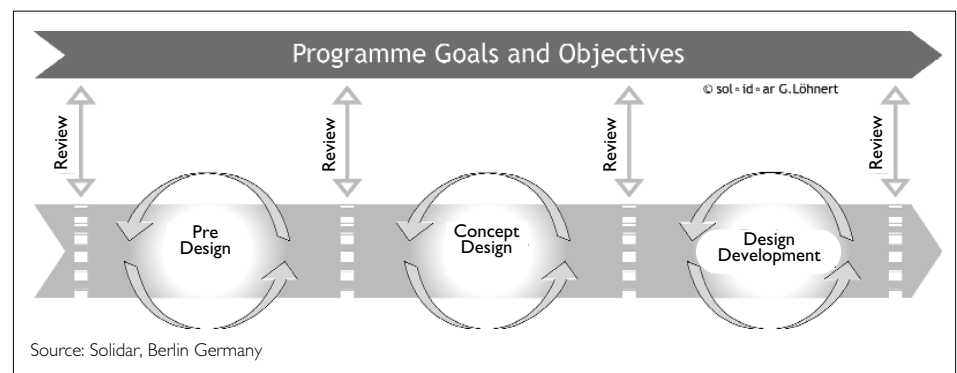 Programme Goals and Objectives
© sol▫id▫ar G.Löhnert
Review
Review
Review
Review
Pre
Design
Concept
Design
Design
Development
Source: Solidar, Berlin Germany